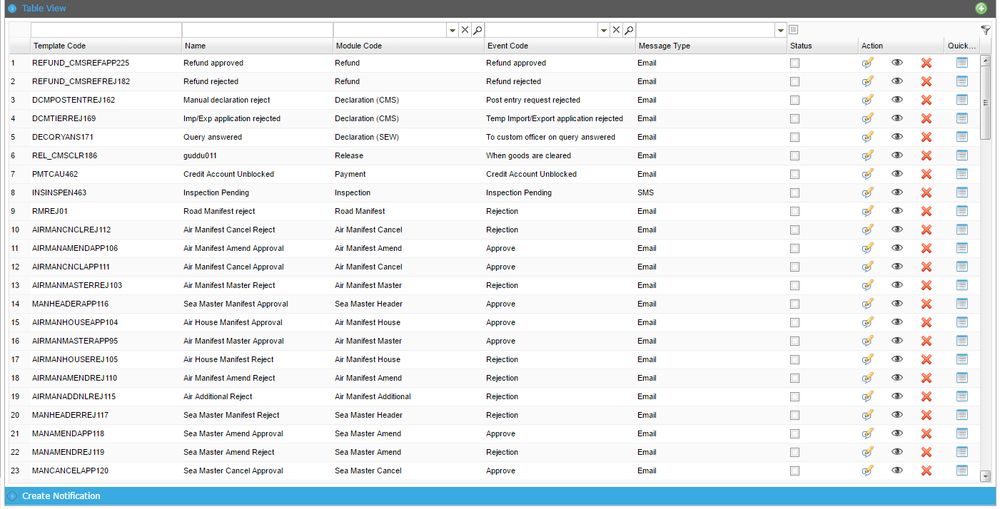 Table View
Template Code Name Module Code Event Code Message Type Status Action Quick...
1 REFUND_CMSREFAPP225 Refund approved Refund Refund approved Email
2 REFUND_CMSREFREJ182 Refund rejected Refund Refund rejected Email
3 DCMPOSTENTREJ162 Manual declaration reject Declaration (CMS) Post entry request rejected Email
4 DCMTIERREJ169 Imp/Exp application rejected Declaration (CMS) Temp Import/Export application rejected Email
5 DECQRYANS171 Query answered Declaration (SEW) To custom officer on query answered Email
6 REL_CMSCLR186 guddu011 Release When goods are cleared Email
7 PMTCAU462 Credit Account Unblocked Payment Credit Account Unblocked Email
8 INSINSPEN463 Inspection Pending Inspection Inspection Pending SMS
9 RMREJ01 Road Manifest reject Road Manifest Rejection Email
10 AIRMANCNCLREJ112 Air Manifest Cancel Reject Air Manifest Cancel Rejection Email
11 AIRMANAMENDAPP106 Air Manifest Amend Approval Air Manifest Amend Approve Email
12 AIRMANCNCLAPP111 Air Manifest Cancel Approval Air Manifest Cancel Approve Email
13 AIRMANMASTERREJ103 Air Manifest Master Reject Air Manifest Master Rejection Email
14 MANHEADERAPP116 Sea Master Manifest Approval Sea Master Header Approve Email
15 AIRMANHOUSEAPP104 Air House Manifest Approval Air Manifest House Approve Email
16 AIRMANMASTERAPP95 Air Manifest Master Approval Air Manifest Master Approve Email
17 AIRMANHOUSEREJ105 Air House Manifest Reject Air Manifest House Rejection Email
18 AIRMANAMENDREJ110 Air Manifest Amend Reject Air Manifest Amend Rejection Email
19 AIRMANADDNLREJ115 Air Additional Reject Air Manifest Additional Rejection Email
20 MANHEADERREJ117 Sea Master Manifest Reject Sea Master Header Rejection Email
21 MANAMENDAPP118 Sea Master Amend Approval Sea Master Amend Approve Email
22 MANAMENDREJ119 Sea Master Amend Reject Sea Master Amend Rejection Email
23 MANCANCELAPP120 Sea Master Cancel Approval Sea Master Cancel Approve Email
Create Notification